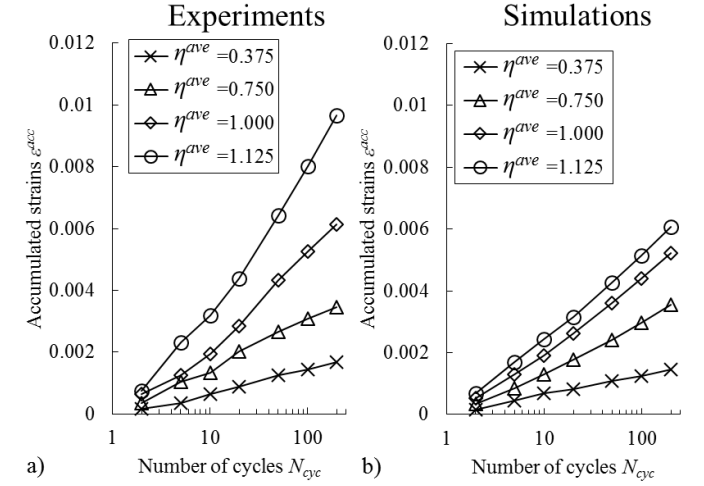 Experiments
Simulations
0.012
0.01
0.008
0.006
0.004
0.002
0
1
10
100
Accumulated strains ε^acc
η^ave =0.375
η^ave =0.750
η^ave =1.000
η^ave =1.125
Number of cycles N_cyc
a)
0.012
0.01
0.008
0.006
0.004
0.002
0
1
10
100
Accumulated strains ε^acc
η^ave =0.375
η^ave =0.750
η^ave =1.000
η^ave =1.125
Number of cycles N_cyc
b)